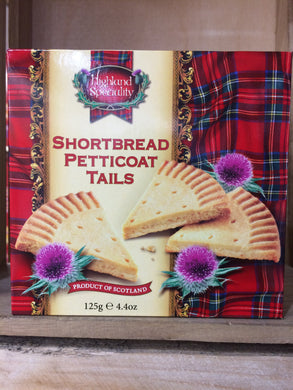 Highland
Speciality
SHORTBREAD
PETTICOAT
TAILS
PRODUCT OF SCOTLAND
125g e 4.4oz